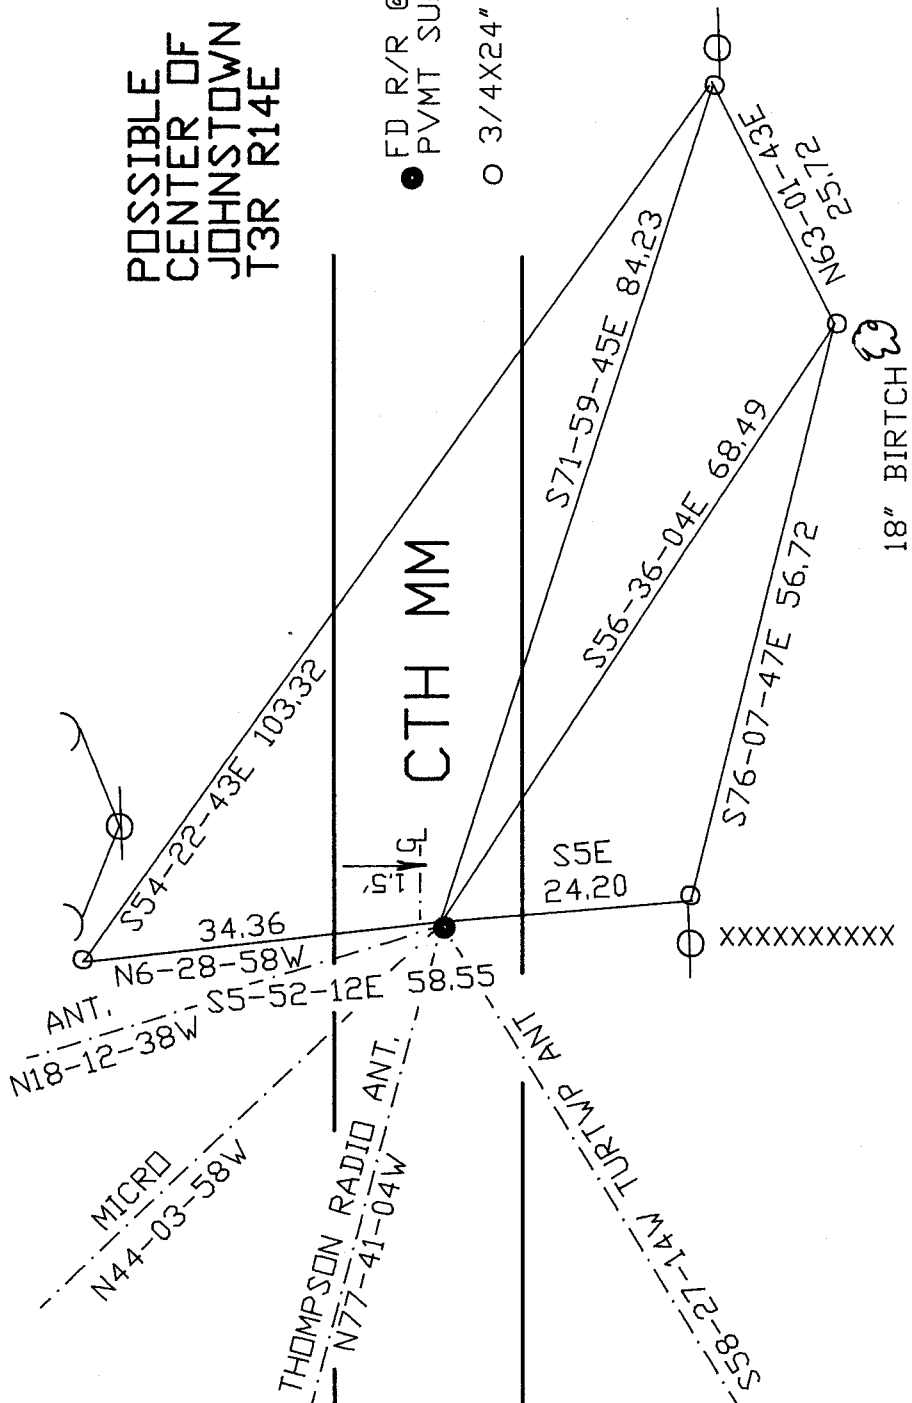 POSSIBLE
CENTER OF
JOHNSTOWN
T3R R14E
FD R/R @
PVMT
3/4X24"
N63-01-43E
25.72
S71-59-45E 84.23
S56-36-04E 68.49
S76-07-47E 56.72
18" BIRTCH
S54-22-43E 103.32
CTH MM
1.5'
S5E
24.20
34.36
N6-28-58W
S5-52-12E 58.55
XXXXXXXXXX
ANT.
N18-12-38W
MICRO
N44-03-58W
THOMPSON RADIO ANT.
N77-41-04W
S58-27-14W TURTWP ANT